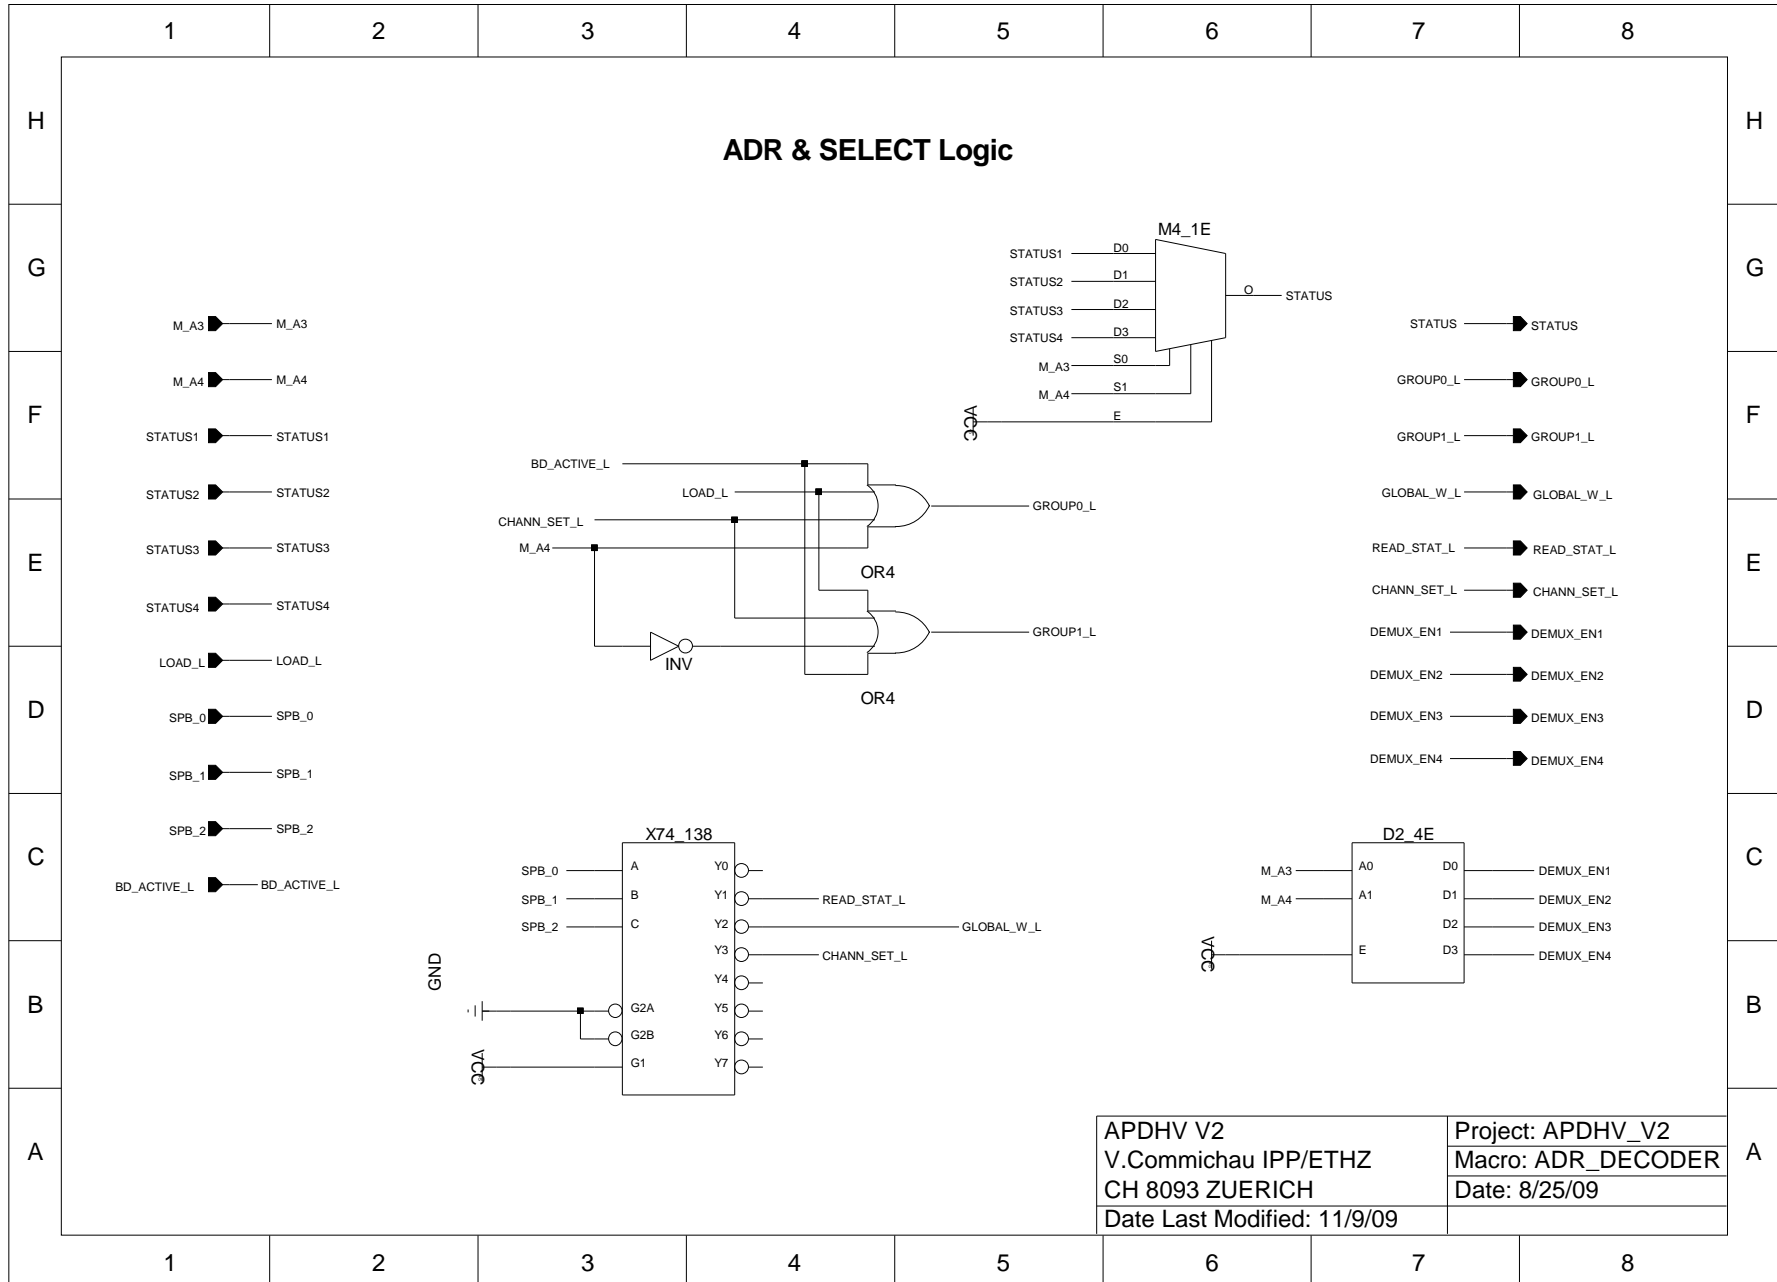 1 2 3 4 5 6 7 8
H H
ADR & SELECT Logic
G G
M4_1E
STATUS1 D0
STATUS2 D1
STATUS3 D2
STATUS4 D3
M_A3 S0
M_A4 S1
VCC E
O STATUS
M_A3 M_A3
M_A4 M_A4
STATUS1 STATUS1
STATUS2 STATUS2
STATUS3 STATUS3
STATUS4 STATUS4
LOAD_L LOAD_L
SPB_0 SPB_0
SPB_1 SPB_1
SPB_2 SPB_2
BD_ACTIVE_L BD_ACTIVE_L
F F
BD_ACTIVE_L
LOAD_L
CHANN_SET_L
M_A4
GROUP0_L
OR4
GROUP1_L
INV
OR4
E E
STATUS STATUS
GROUP0_L GROUP0_L
GROUP1_L GROUP1_L
GLOBAL_W_L GLOBAL_W_L
READ_STAT_L READ_STAT_L
CHANN_SET_L CHANN_SET_L
DEMUX_EN1 DEMUX_EN1
DEMUX_EN2 DEMUX_EN2
DEMUX_EN3 DEMUX_EN3
DEMUX_EN4 DEMUX_EN4
D D
C C
X74_138
SPB_0 A Y0
SPB_1 B Y1 READ_STAT_L
SPB_2 C Y2 GLOBAL_W_L
Y3 CHANN_SET_L
Y4
GND G2A Y5
G2B Y6
VCC G1 Y7
D2_4E
M_A3 A0 D0 DEMUX_EN1
M_A4 A1 D1 DEMUX_EN2
D2 DEMUX_EN3
VCC E D3 DEMUX_EN4
B B
A A
APDHV V2
V.Commichau IPP/ETHZ
CH 8093 ZUERICH
Date Last Modified: 11/9/09
Project: APDHV_V2
Macro: ADR_DECODER
Date: 8/25/09
1 2 3 4 5 6 7 8